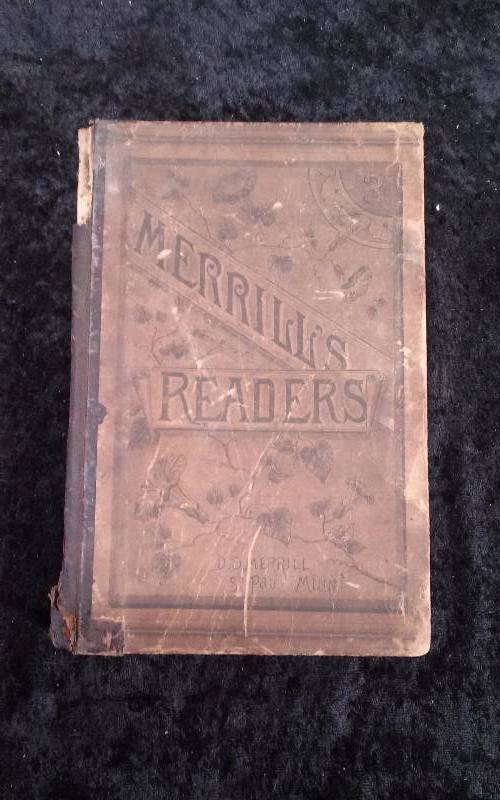 MERRILL'S
READERS
D.D. MERRILL
St Paul Minn